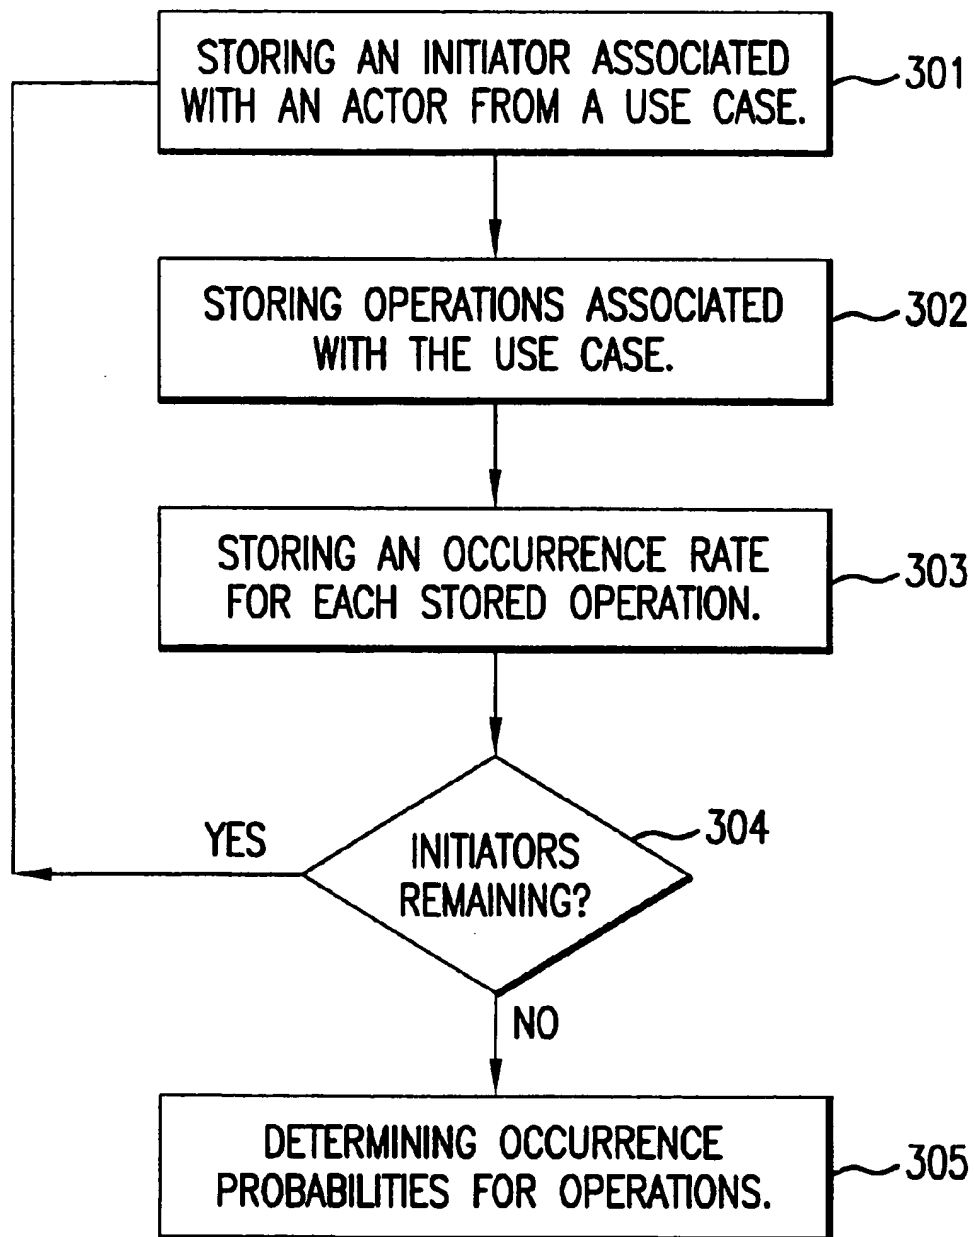 STORING AN INITIATOR ASSOCIATED
WITH AN ACTOR FROM A USE CASE.
301
STORING OPERATIONS ASSOCIATED
WITH THE USE CASE.
302
STORING AN OCCURRENCE RATE
FOR EACH STORED OPERATION.
303
YES
INITIATORS
REMAINING?
304
NO
DETERMINING OCCURRENCE
PROBABILITIES FOR OPERATIONS.
305